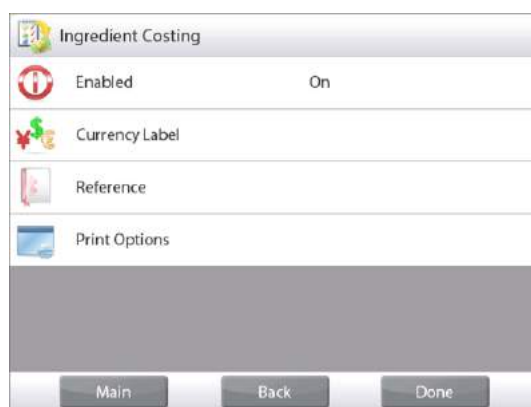 Ingredient Costing
Enabled On
Currency Label
Reference
Print Options
Main Back Done